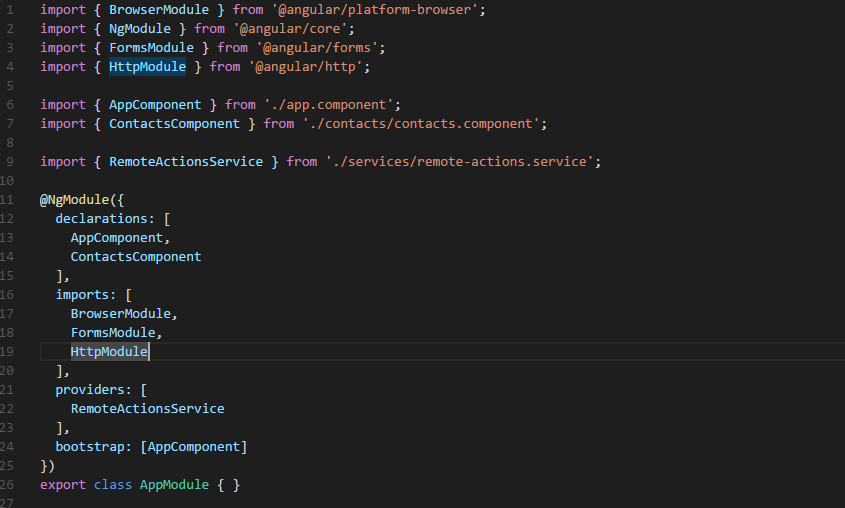 1 import { BrowserModule } from '@angular/platform-browser';
2 import { NgModule } from '@angular/core';
3 import { FormsModule } from '@angular/forms';
4 import { HttpModule } from '@angular/http';
5
6 import { AppComponent } from './app.component';
7 import { ContactsComponent } from './contacts/contacts.component';
8
9 import { RemoteActionsService } from './services/remote-actions.service';
10
11 @NgModule({
12   declarations: [
13     AppComponent,
14     ContactsComponent
15   ],
16   imports: [
17     BrowserModule,
18     FormsModule,
19     HttpModule
20   ],
21   providers: [
22     RemoteActionsService
23   ],
24   bootstrap: [AppComponent]
25 })
26 export class AppModule { }
27